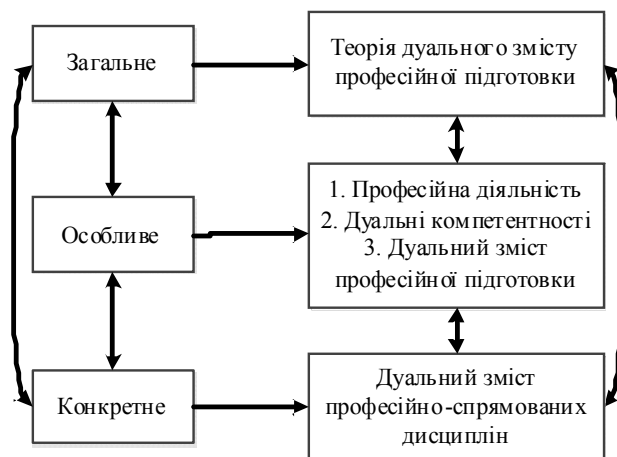 Загальне
Теорія дуального змісту
професійної підготовки
Особливе
1. Професійна діяльність
2. Дуальні компетентності
3. Дуальний зміст
професійної підготовки
Конкретне
Дуальний зміст
професійно-спрямованих
дисциплін